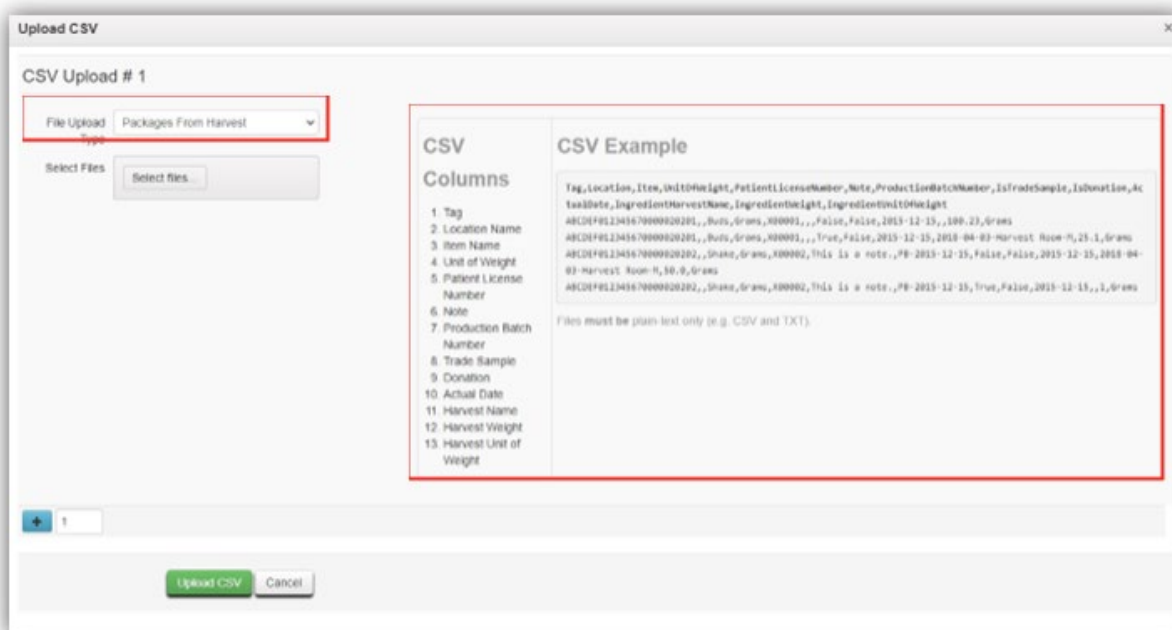 Upload CSV
×
CSV Upload # 1
File Upload
Type
Packages From Harvest
Select Files
Select files...
CSV
Columns
1. Tag
2. Location Name
3. Item Name
4. Unit of Weight
5. Patient License
Number
6. Note
7. Production Batch
Number
8. Trade Sample
9. Donation
10. Actual Date
11. Harvest Name
12. Harvest Weight
13. Harvest Unit of
Weight
CSV Example
Tag,Location,Item,UnitOfWeight,PatientLicenseNumber,Note,ProductionBatchNumber,IsTradeSample,IsDonation,Ac
tualDate,IngredientHarvestName,IngredientWeight,IngredientUnitOfWeight
ABCDEF012345670000020201,,Buds,Grams,X00001,,,False,False,2015-12-15,,100.23,Grams
ABCDEF012345670000020201,,Buds,Grams,X00001,,,True,False,2015-12-15,2018-04-03-Harvest Room-M,25.1,Grams
ABCDEF012345670000020202,,Shake,Grams,X00002,This is a note.,PB-2015-12-15,False,False,2015-12-15,2018-04-
03-Harvest Room-M,50.0,Grams
ABCDEF012345670000020202,,Shake,Grams,X00002,This is a note.,PB-2015-12-15,True,False,2015-12-15,,1,Grams
Files must be plain-text only (e.g. CSV and TXT).
+
1
Upload CSV
Cancel